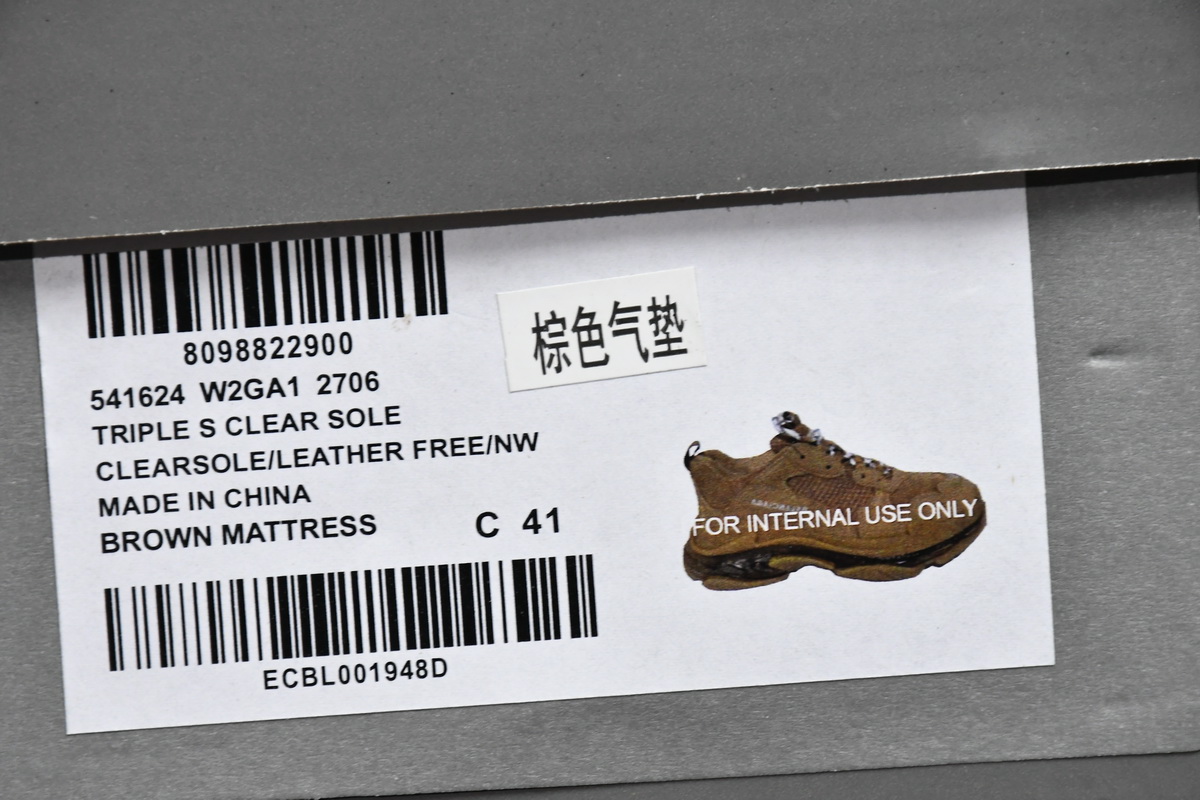 8098822900
棕色气垫
541624 W2GA1 2706
TRIPLE S CLEAR SOLE
CLEARSOLE/LEATHER FREE/NW
MADE IN CHINA
BROWN MATTRESS C 41
FOR INTERNAL USE ONLY
ECBL001948D